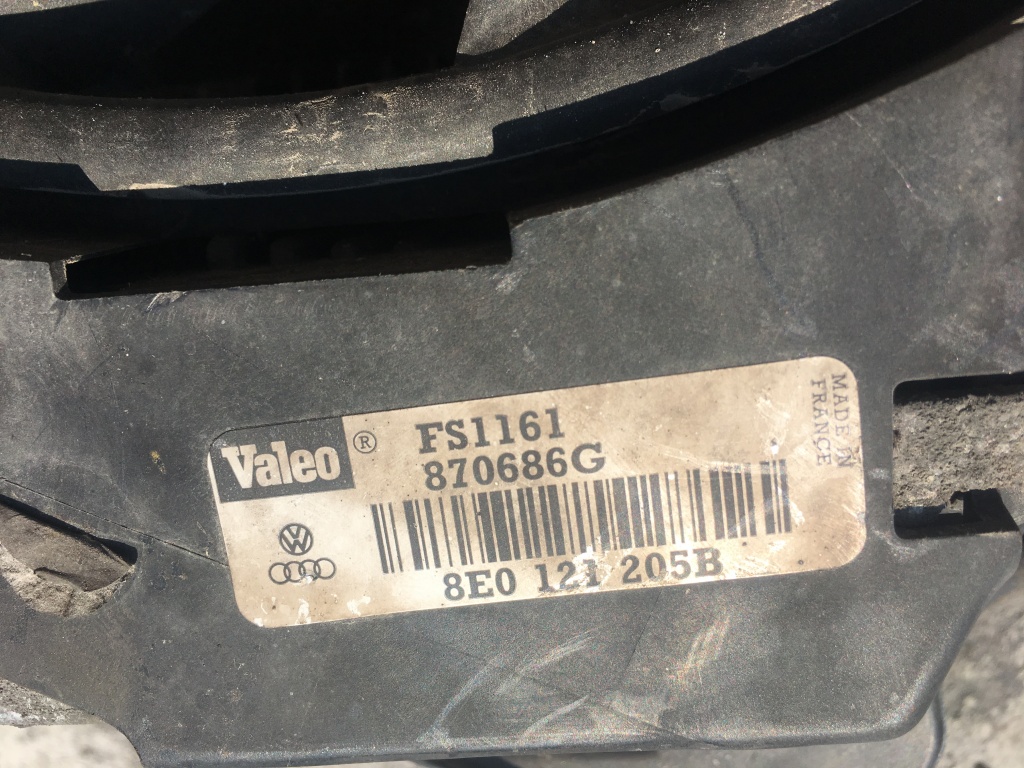 Valeo ®
FS1161
870686G
8E0 121 205B
MADE IN
FRANCE